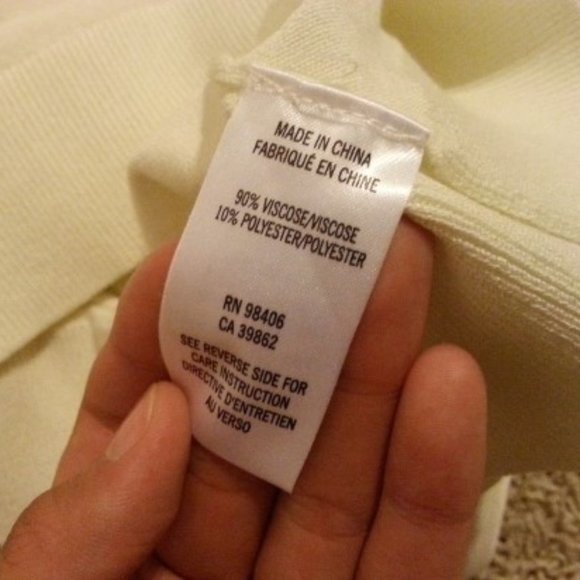 MADE IN CHINA
FABRIQUÉ EN CHINE
90% VISCOSE/VISCOSE
10% POLYESTER/POLYESTER
RN 98406
CA 39862
SEE REVERSE SIDE FOR
CARE INSTRUCTION
DIRECTIVE D'ENTRETIEN
AU VERSO